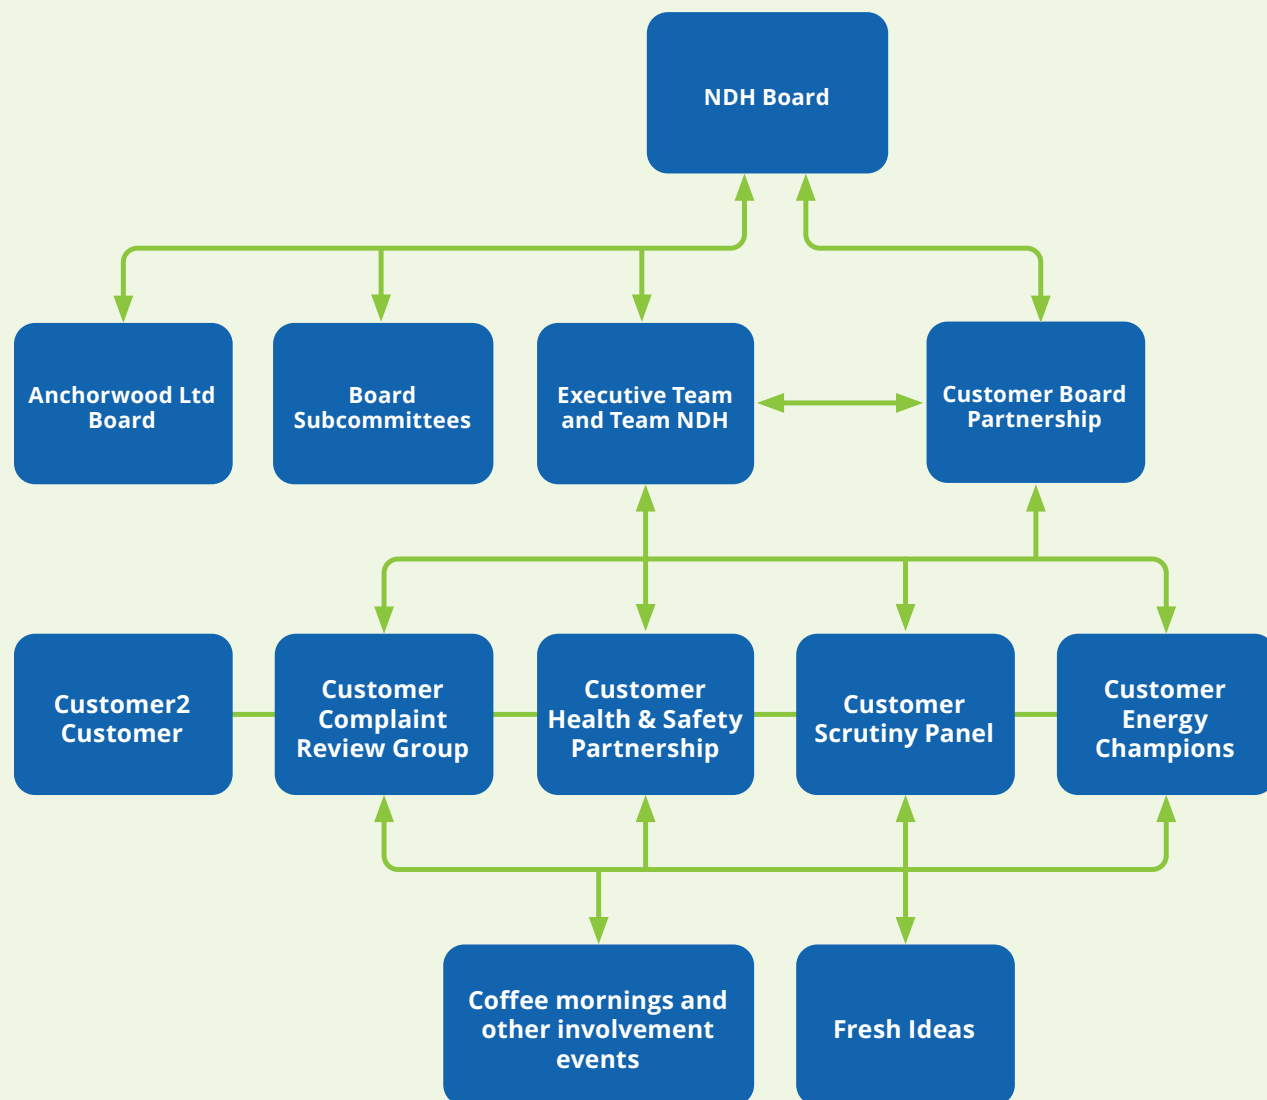 NDH Board
Anchorwood Ltd
Board
Board
Subcommittees
Executive Team
and Team NDH
Customer Board
Partnership
Customer2
Customer
Customer
Complaint
Review Group
Customer
Health & Safety
Partnership
Customer
Scrutiny Panel
Customer
Energy
Champions
Coffee mornings and
other involvement
events
Fresh Ideas